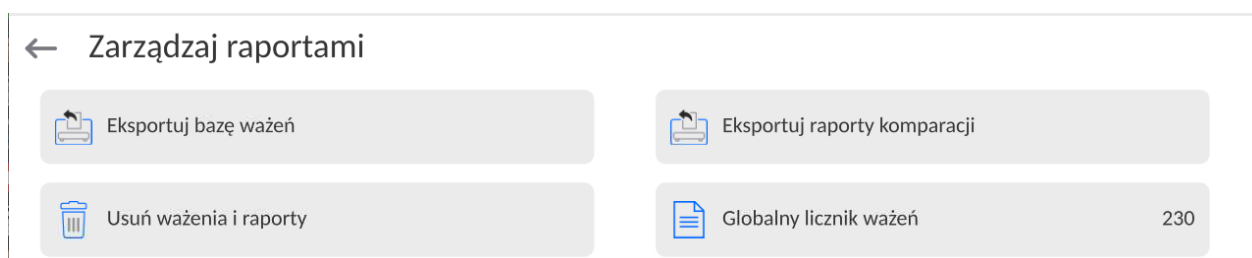 Zarządzaj raportami
Eksportuj bazę ważeń
Eksportuj raporty komparacji
Usuń ważenia i raporty
Globalny licznik ważeń 230